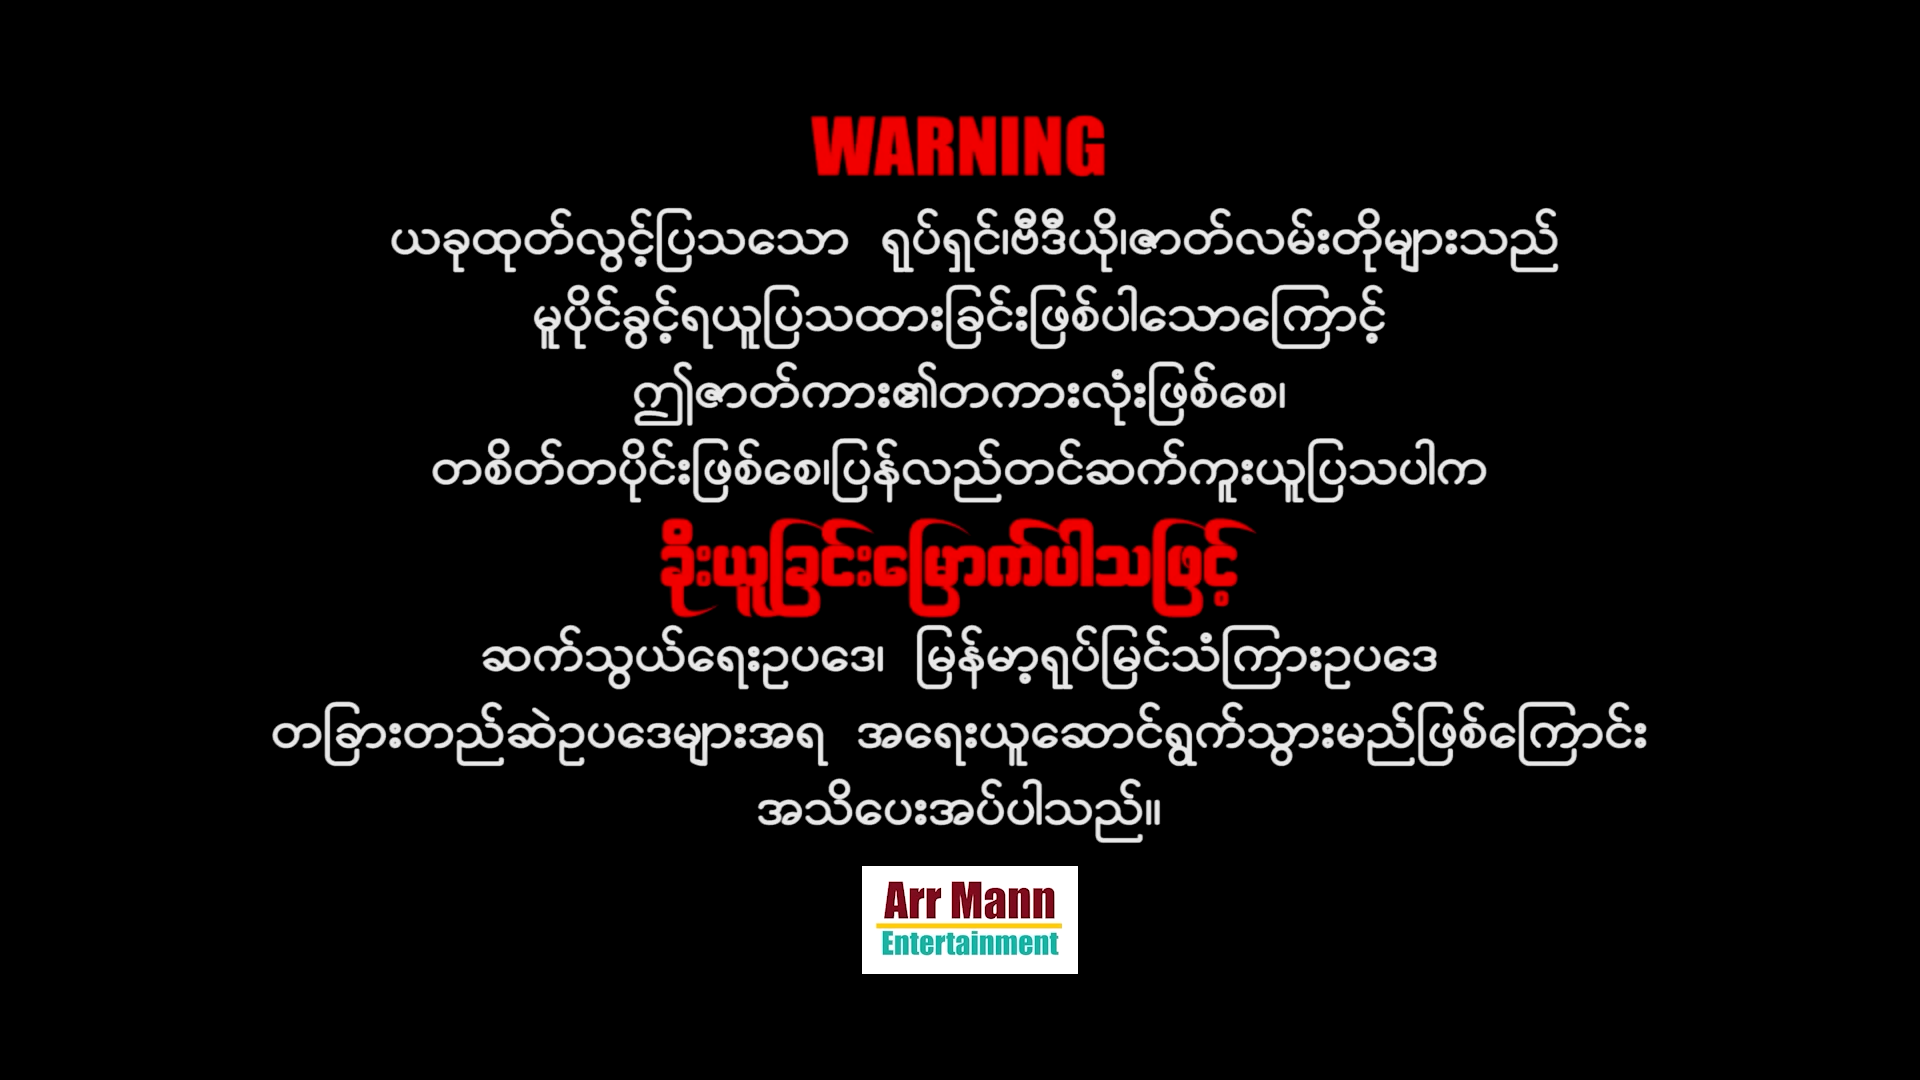 WARNING
ယခုထုတ်လွှင့်ပြသသော ရုပ်ရှင်၊ဗီဒီယို၊ဇာတ်လမ်းတိုများသည်
မူပိုင်ခွင့်ရယူပြသထားခြင်းဖြစ်ပါသောကြောင့်
ဤဇာတ်ကား၏တကားလုံးဖြစ်စေ၊
တစိတ်တပိုင်းဖြစ်စေ၊ပြန်လည်တင်ဆက်ကူးယူပြသပါက
ခိုးယူခြင်းမြောက်ပါသဖြင့်
ဆက်သွယ်ရေးဥပဒေ၊ မြန်မာ့ရုပ်မြင်သံကြားဥပဒေ
တခြားတည်ဆဲဥပဒေများအရ အရေးယူဆောင်ရွက်သွားမည်ဖြစ်ကြောင်း
အသိပေးအပ်ပါသည်။
Arr Mann
Entertainment